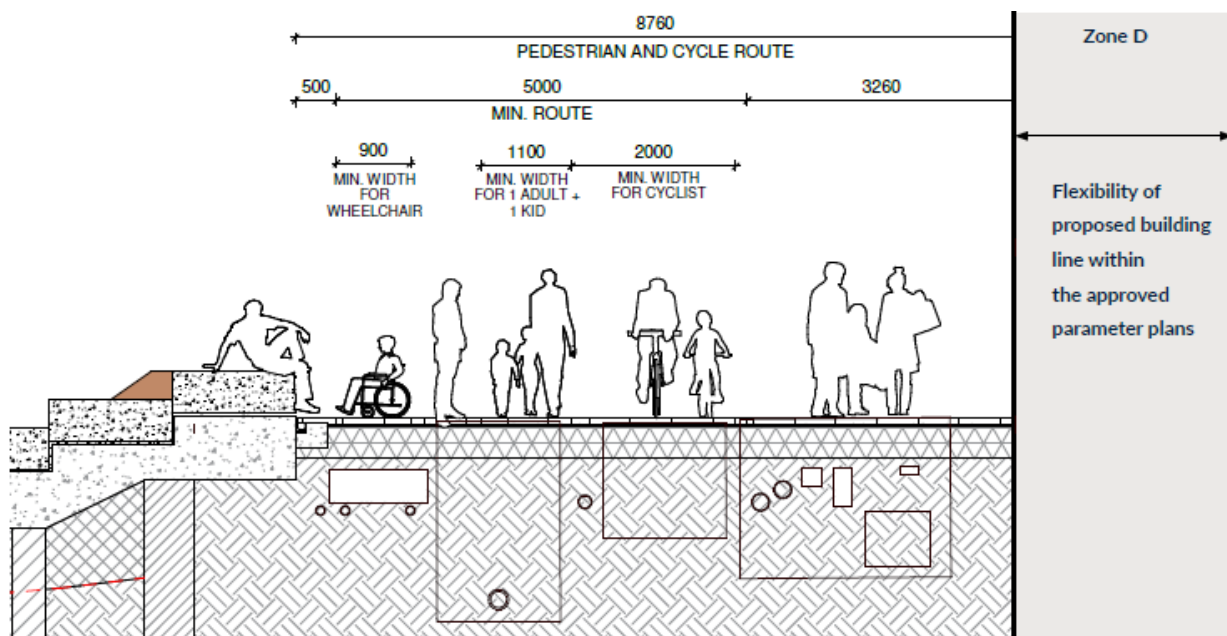 8760
Zone D
PEDESTRIAN AND CYCLE ROUTE
500
5000
3260
MIN. ROUTE
900
1100
2000
MIN. WIDTH
FOR
WHEELCHAIR
MIN. WIDTH
FOR 1 ADULT +
1 KID
MIN. WIDTH
FOR CYCLIST
Flexibility of
proposed building
line within
the approved
parameter plans